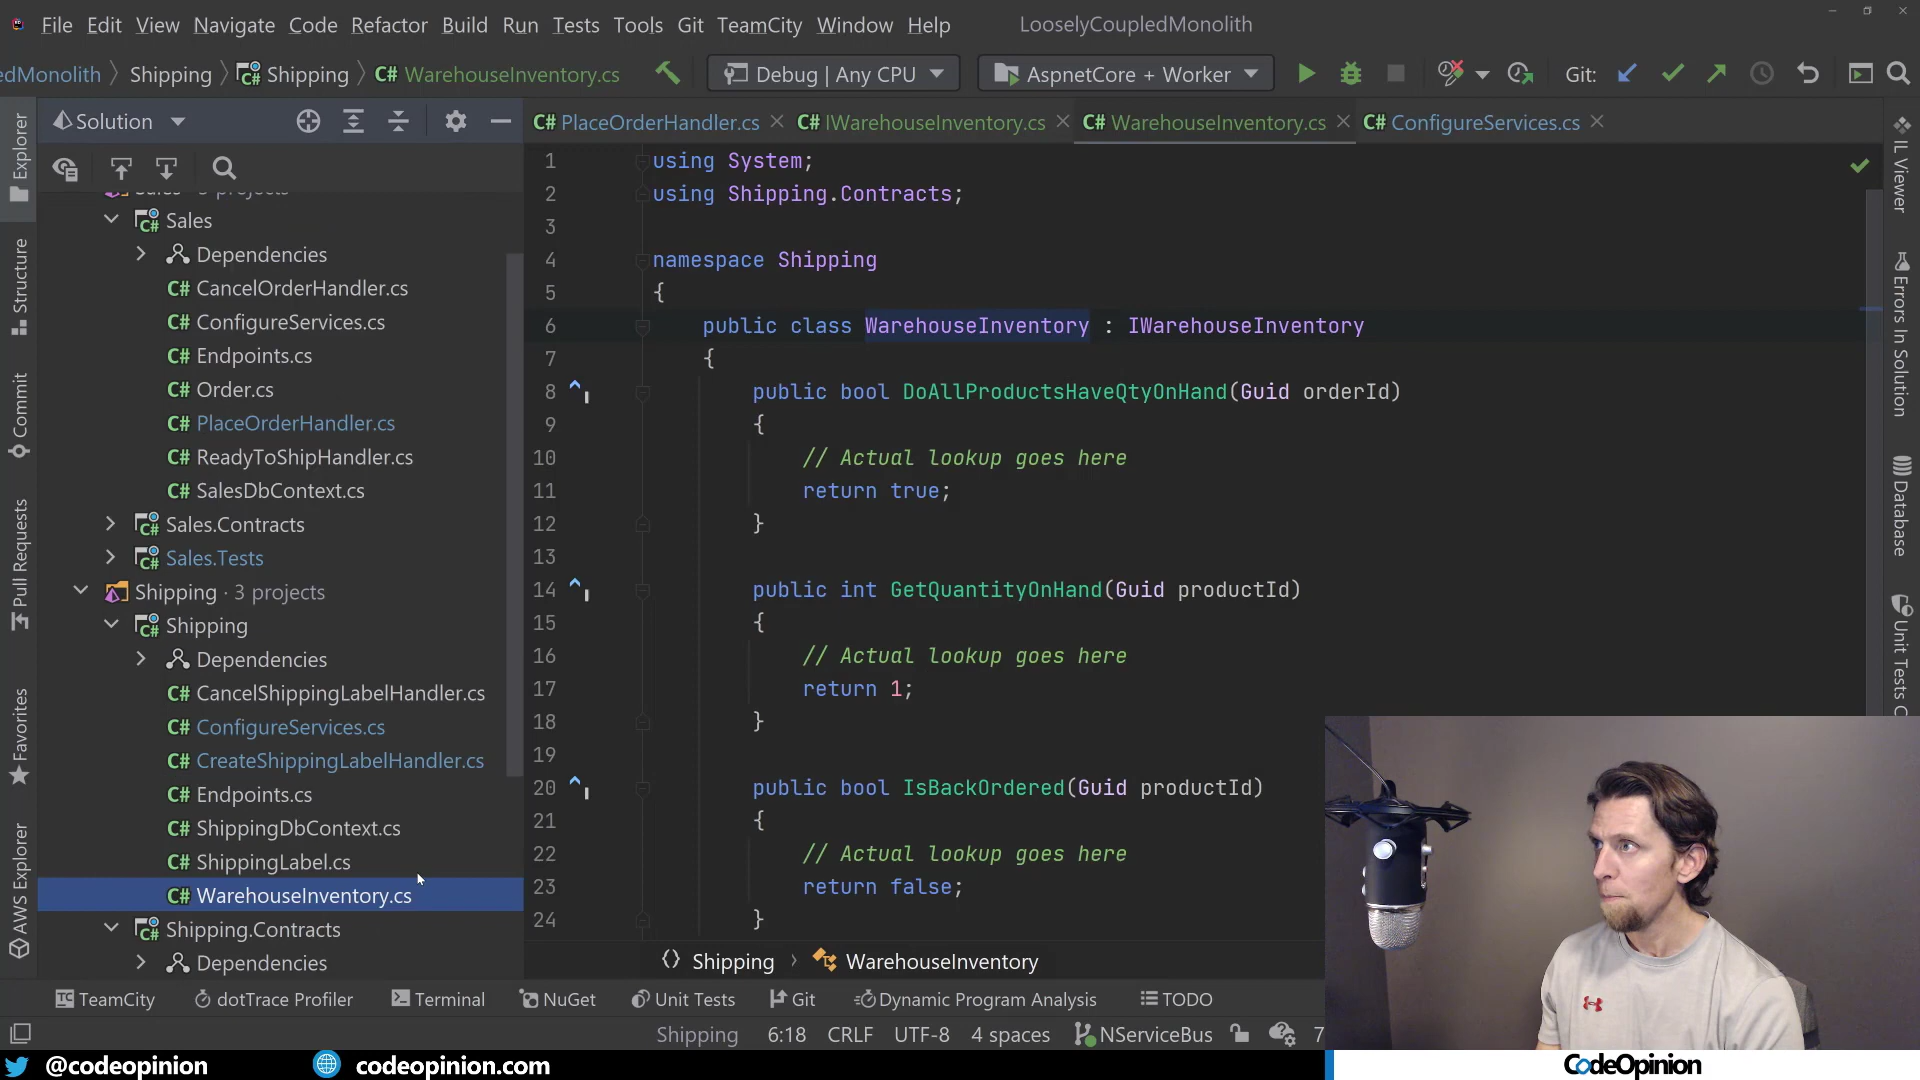 File Edit View Navigate Code Refactor Build Run Tests Tools Git TeamCity Window Help LooselyCoupledMonolith
edMonolith Shipping C# Shipping C# WarehouseInventory.cs Debug | Any CPU AspnetCore + Worker Git:
Solution
C# PlaceOrderHandler.cs C# IWarehouseInventory.cs C# WarehouseInventory.cs C# ConfigureServices.cs
Explorer
Structure
Commit
Pull Requests
Favorites
AWS Explorer
C# Sales
Dependencies
C# CancelOrderHandler.cs
C# ConfigureServices.cs
C# Endpoints.cs
C# Order.cs
C# PlaceOrderHandler.cs
C# ReadyToShipHandler.cs
C# SalesDbContext.cs
C# Sales.Contracts
C# Sales.Tests
Shipping · 3 projects
C# Shipping
Dependencies
C# CancelShippingLabelHandler.cs
C# ConfigureServices.cs
C# CreateShippingLabelHandler.cs
C# Endpoints.cs
C# ShippingDbContext.cs
C# ShippingLabel.cs
C# WarehouseInventory.cs
C# Shipping.Contracts
Dependencies
1 using System;
2 using Shipping.Contracts;
3
4 namespace Shipping
5 {
6 public class WarehouseInventory : IWarehouseInventory
7 {
8 public bool DoAllProductsHaveQtyOnHand(Guid orderId)
9 {
10 // Actual lookup goes here
11 return true;
12 }
13
14 public int GetQuantityOnHand(Guid productId)
15 {
16 // Actual lookup goes here
17 return 1;
18 }
19
20 public bool IsBackOrdered(Guid productId)
21 {
22 // Actual lookup goes here
23 return false;
24 }
IL Viewer
Errors In Solution
Database
Unit Tests C
{} Shipping WarehouseInventory
TC TeamCity dotTrace Profiler Terminal NuGet Unit Tests Git Dynamic Program Analysis TODO
Shipping 6:18 CRLF UTF-8 4 spaces NServiceBus 7
@codeopinion codeopinion.com CodeOpinion